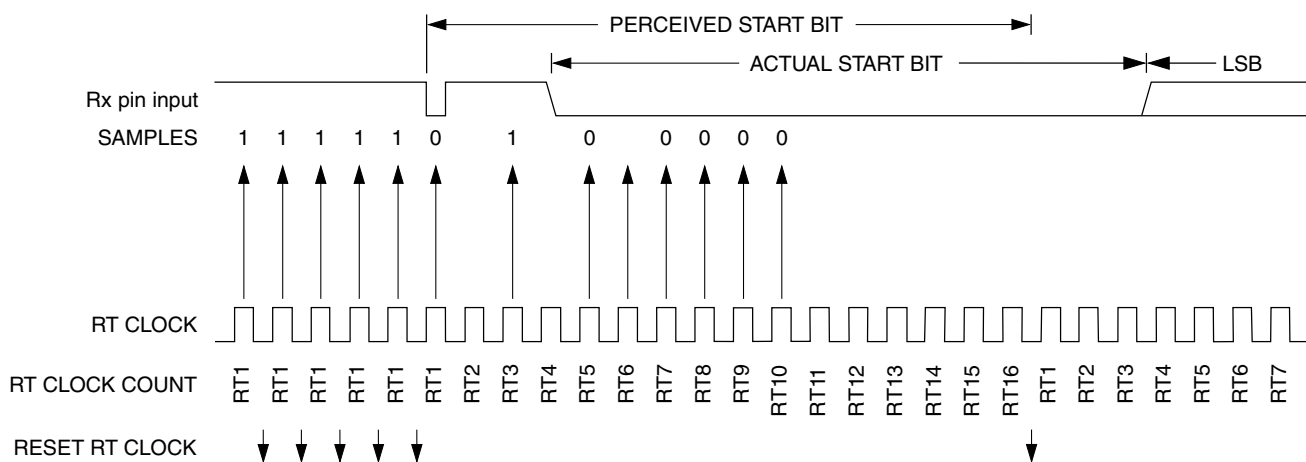 PERCEIVED START BIT
ACTUAL START BIT LSB
Rx pin input
SAMPLES 1 1 1 1 1 0 1 0 0 0 0 0
RT CLOCK
RT CLOCK COUNT RT1 RT1 RT1 RT1 RT1 RT1 RT2 RT3 RT4 RT5 RT6 RT7 RT8 RT9 RT10 RT11 RT12 RT13 RT14 RT15 RT16 RT1 RT2 RT3 RT4 RT5 RT6 RT7
RESET RT CLOCK